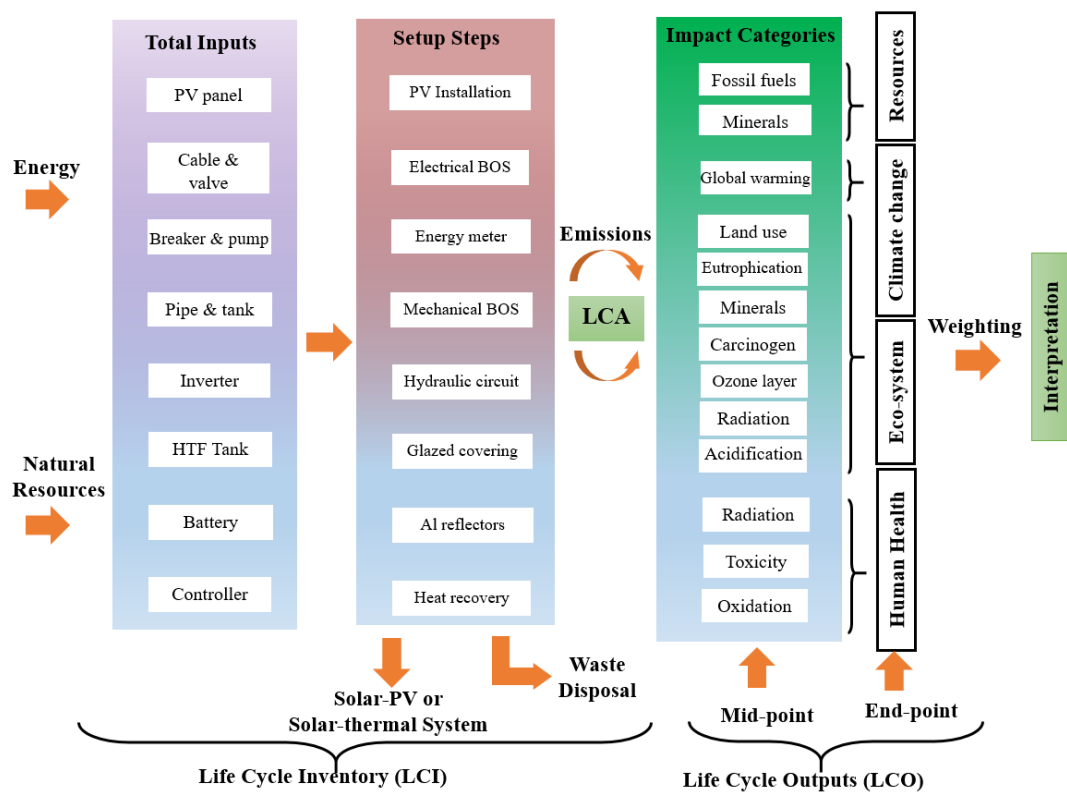 Energy
Natural
Resources
Total Inputs
PV panel
Cable &
valve
Breaker & pump
Pipe & tank
Inverter
HTF Tank
Battery
Controller
Setup Steps
PV Installation
Electrical BOS
Energy meter
Mechanical BOS
Hydraulic circuit
Glazed covering
Al reflectors
Heat recovery
Solar-PV or
Solar-thermal System
Waste
Disposal
Life Cycle Inventory (LCI)
Emissions
LCA
Impact Categories
Fossil fuels
Minerals
Global warming
Land use
Eutrophication
Minerals
Carcinogen
Ozone layer
Radiation
Acidification
Radiation
Toxicity
Oxidation
Resources
Climate change
Eco-system
Human Health
Mid-point
End-point
Life Cycle Outputs (LCO)
Weighting
Interpretation